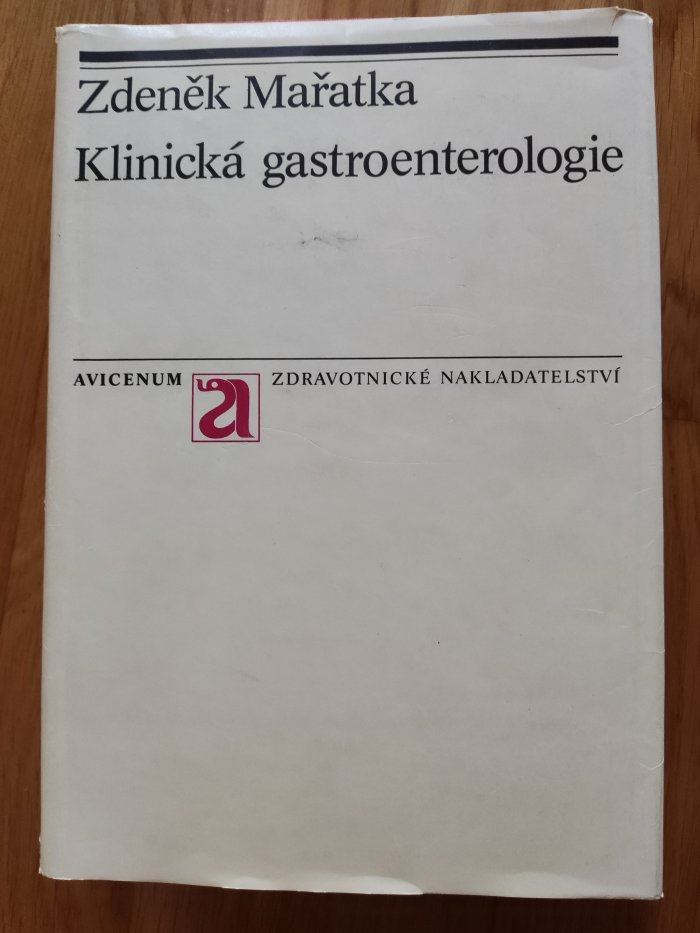 Zdeněk Mařatka
Klinická gastroenterologie
AVICENUM a ZDRAVOTNICKÉ NAKLADATELSTVÍ